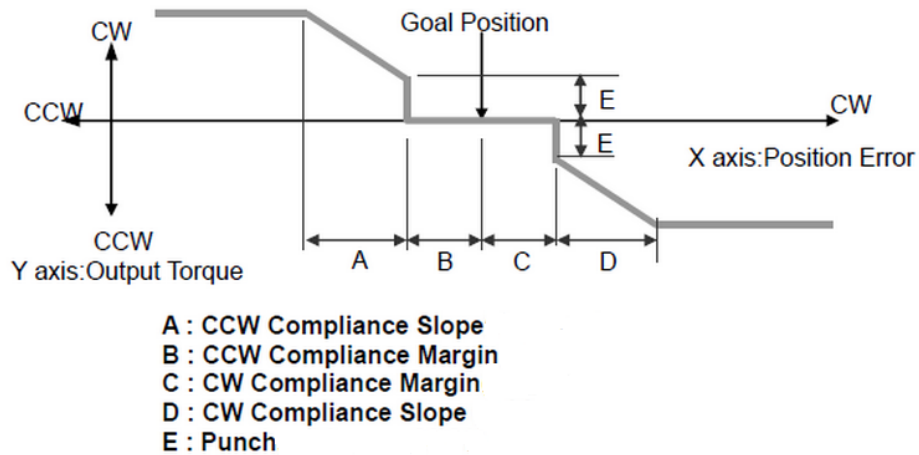 Goal Position
CW
E
CCW
CW
E
X axis:Position Error
CCW
Y axis:Output Torque
A
B
C
D
A : CCW Compliance Slope
B : CCW Compliance Margin
C : CW Compliance Margin
D : CW Compliance Slope
E : Punch